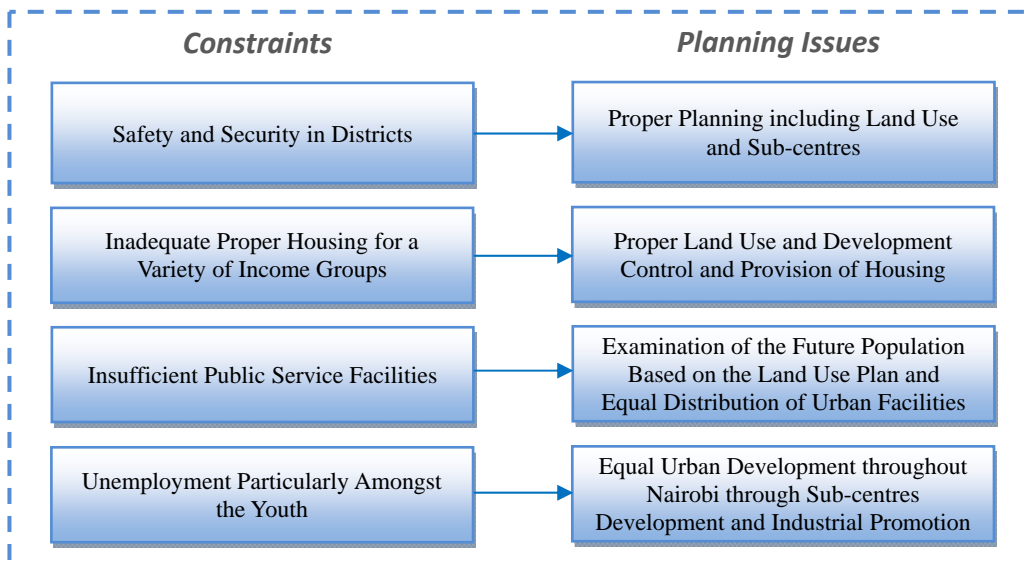 Constraints
Planning Issues
Safety and Security in Districts
Proper Planning including Land Use
and Sub-centres
Inadequate Proper Housing for a
Variety of Income Groups
Proper Land Use and Development
Control and Provision of Housing
Insufficient Public Service Facilities
Examination of the Future Population
Based on the Land Use Plan and
Equal Distribution of Urban Facilities
Unemployment Particularly Amongst
the Youth
Equal Urban Development throughout
Nairobi through Sub-centres
Development and Industrial Promotion